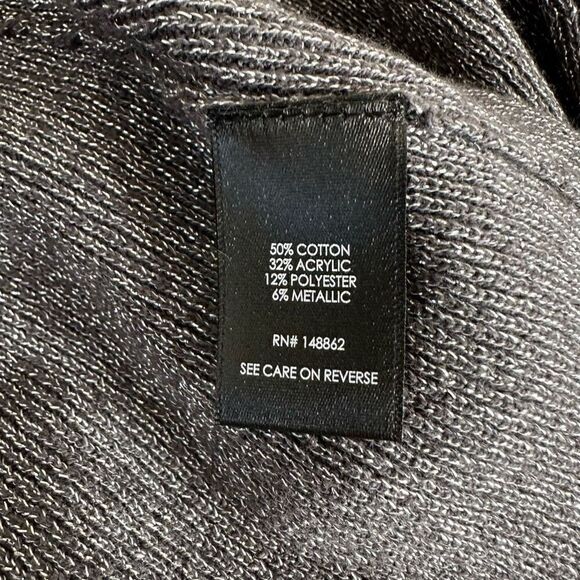 50% COTTON
32% ACRYLIC
12% POLYESTER
6% METALLIC
RN# 148862
SEE CARE ON REVERSE